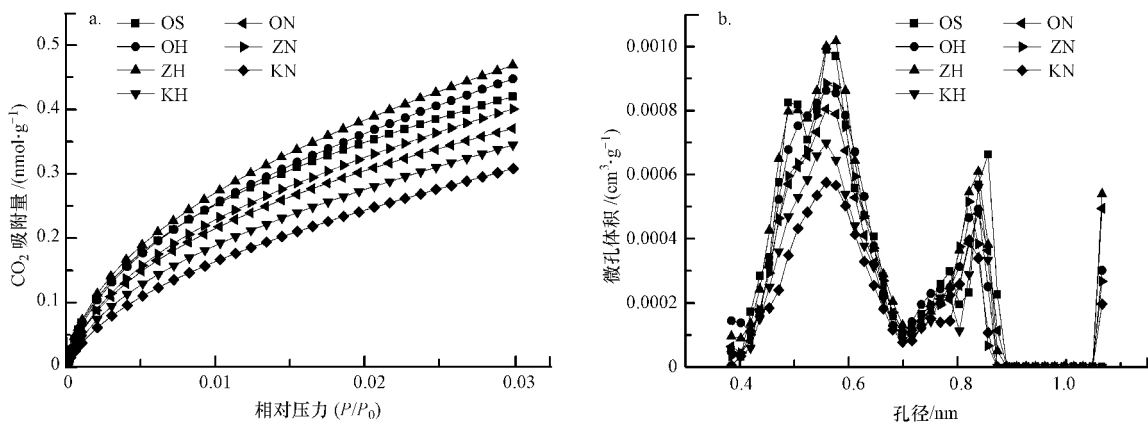 a.
OS
ON
OH
ZN
ZH
KN
KH
0.5
0.4
0.3
0.2
0.1
0
0
0.01
0.02
0.03
CO₂ 吸附量 /(nmol·g⁻¹)
相对压力 (P/P₀)
b.
OS
ON
OH
ZN
ZH
KN
KH
0.0010
0.0008
0.0006
0.0004
0.0002
0
0.4
0.6
0.8
1.0
微孔体积 /(cm³·g⁻¹)
孔径/nm